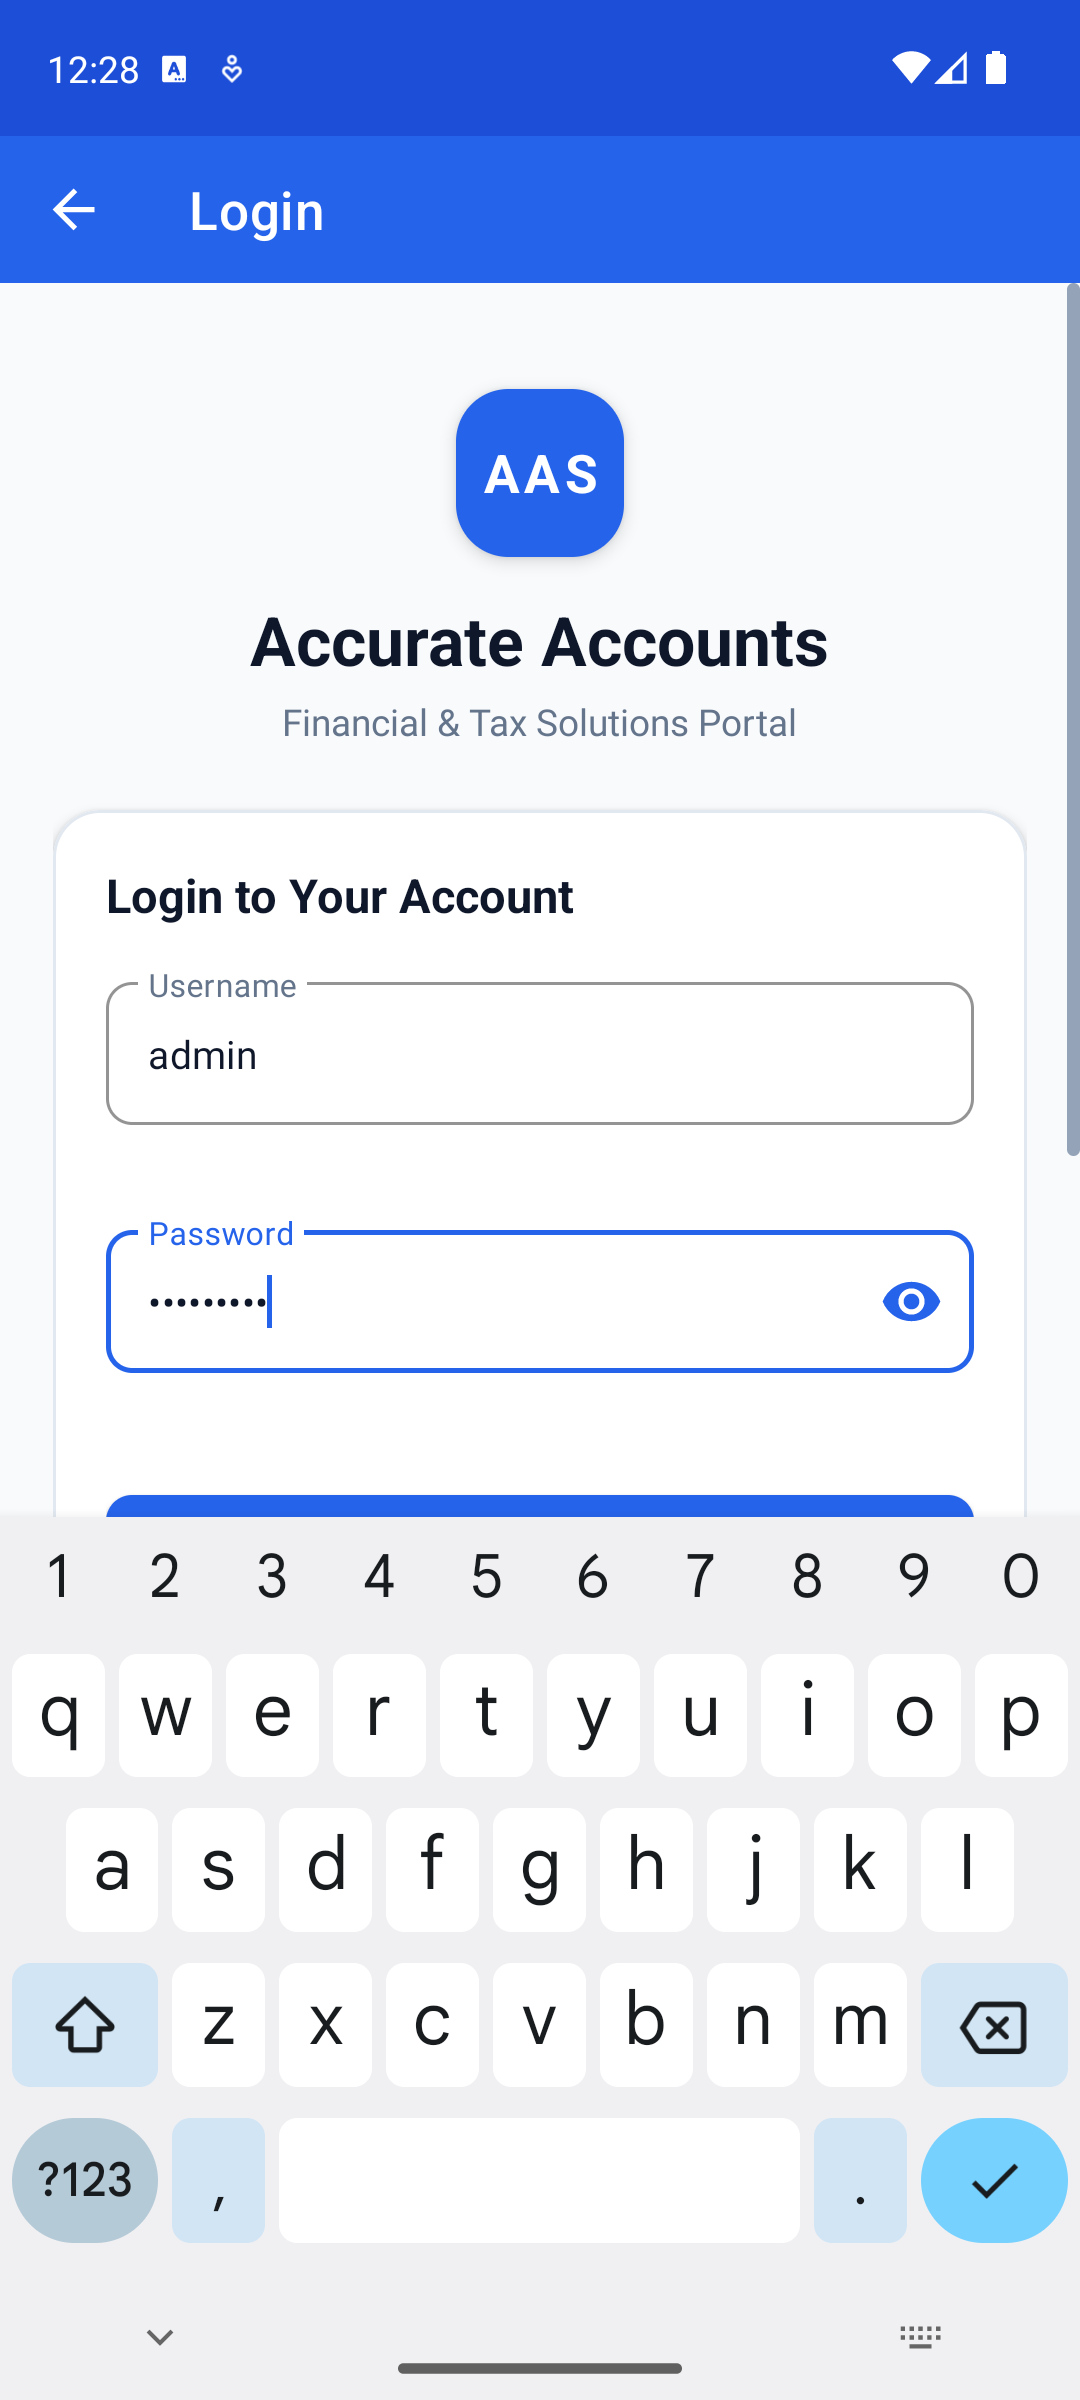 12:28
Login
AAS
Accurate Accounts
Financial & Tax Solutions Portal
Login to Your Account
Username
admin
Password
•••••••••
1 2 3 4 5 6 7 8 9 0
q w e r t y u i o p
a s d f g h j k l
z x c v b n m
?123 , .